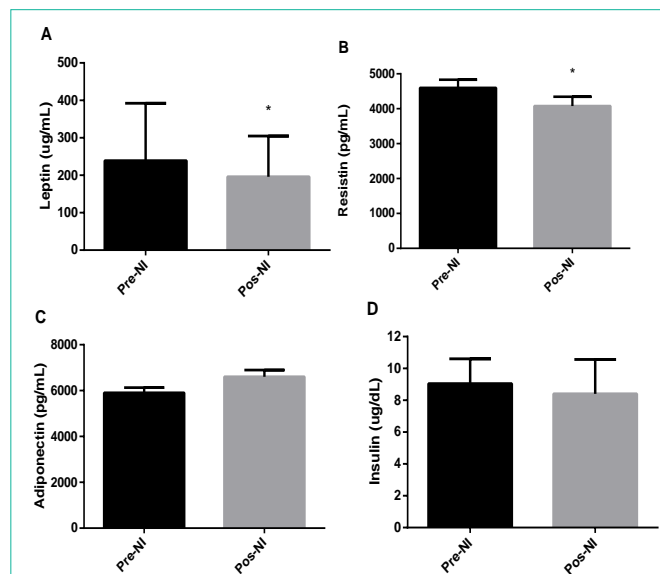 A
Leptin (ug/mL)
400
300
200
100
0
*
Pre-NI
Pos-NI
B
Resistin (pg/mL)
5000
4000
3000
2000
1000
0
*
Pre-NI
Pos-NI
C
Adiponectin (pg/mL)
8000
6000
4000
2000
0
Pre-NI
Pos-NI
D
Insulin (ug/dL)
12
10
8
6
4
2
0
Pre-NI
Pos-NI